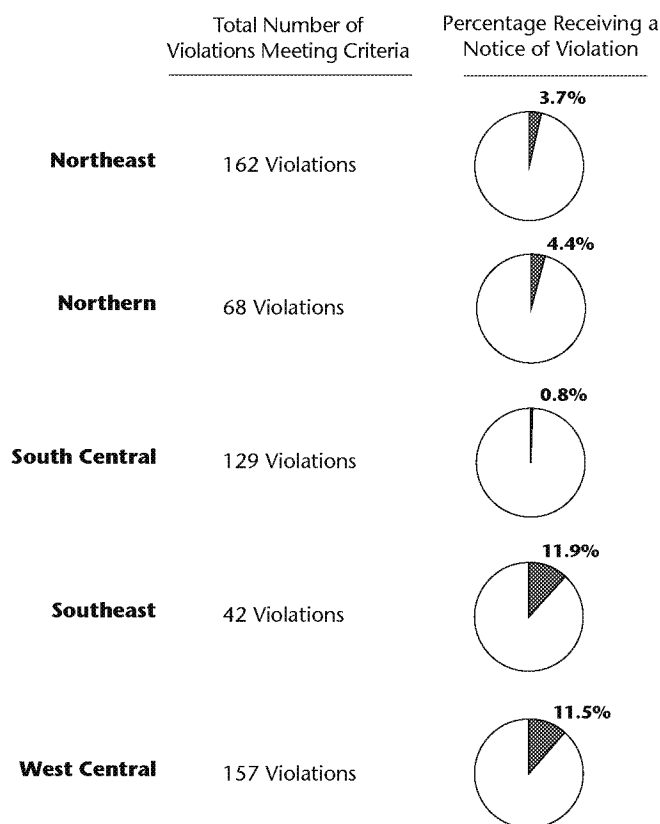 Total Number of
Violations Meeting Criteria
Percentage Receiving a
Notice of Violation
3.7%
Northeast
162 Violations
4.4%
Northern
68 Violations
0.8%
South Central
129 Violations
11.9%
Southeast
42 Violations
11.5%
West Central
157 Violations